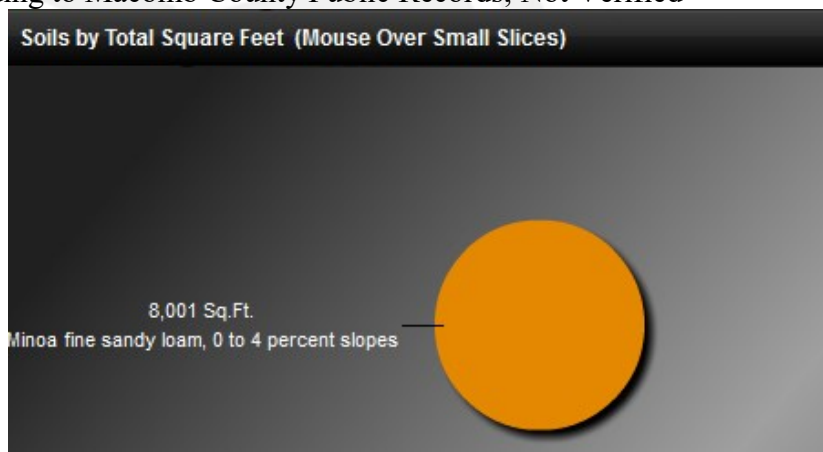 to Macomb County Public Records, Not Verified
Soils by Total Square Feet (Mouse Over Small Slices)
8,001 Sq.Ft.
Minoa fine sandy loam, 0 to 4 percent slopes